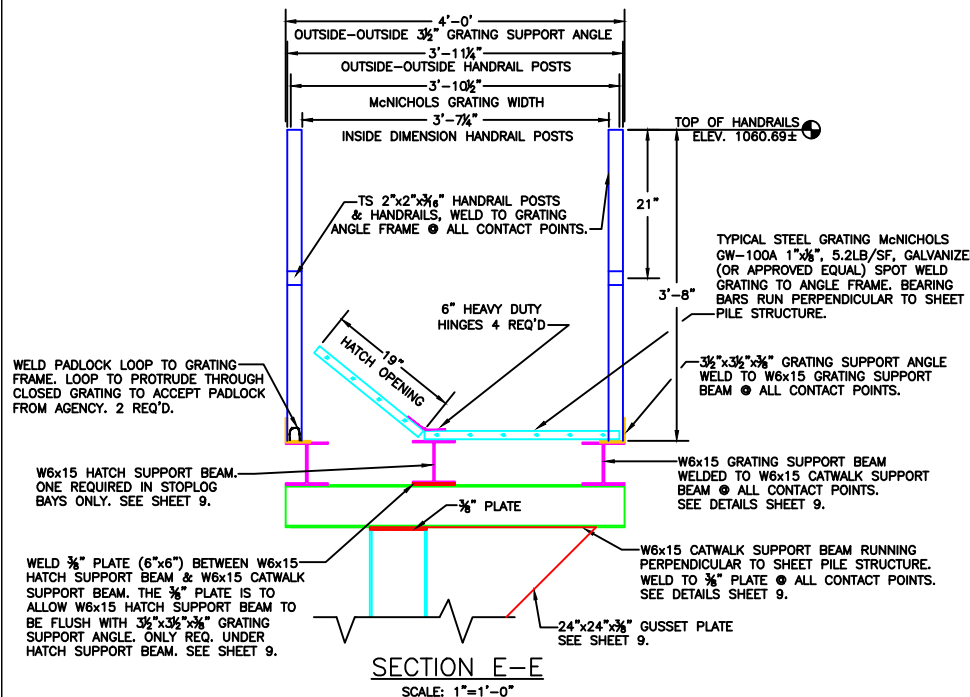 4'-0'
OUTSIDE-OUTSIDE 3½" GRATING SUPPORT ANGLE
3'-11¼"
OUTSIDE-OUTSIDE HANDRAIL POSTS
3'-10½"
McNICHOLS GRATING WIDTH
3'-7¼"
INSIDE DIMENSION HANDRAIL POSTS
TOP OF HANDRAILS
ELEV. 1060.69±
TS 2"x2"x3/16" HANDRAIL POSTS
& HANDRAILS, WELD TO GRATING
ANGLE FRAME @ ALL CONTACT POINTS.
21"
3'-8"
TYPICAL STEEL GRATING McNICHOLS
GW-100A 1"x⅛", 5.2LB/SF, GALVANIZE
(OR APPROVED EQUAL) SPOT WELD
GRATING TO ANGLE FRAME. BEARING
BARS RUN PERPENDICULAR TO SHEET
PILE STRUCTURE.
6" HEAVY DUTY
HINGES 4 REQ'D
19"
HATCH OPENING
WELD PADLOCK LOOP TO GRATING
FRAME. LOOP TO PROTRUDE THROUGH
CLOSED GRATING TO ACCEPT PADLOCK
FROM AGENCY. 2 REQ'D.
3½"x3½"x⅜" GRATING SUPPORT ANGLE
WELD TO W6x15 GRATING SUPPORT
BEAM @ ALL CONTACT POINTS.
W6x15 HATCH SUPPORT BEAM.
ONE REQUIRED IN STOPLOG
BAYS ONLY. SEE SHEET 9.
W6x15 GRATING SUPPORT BEAM
WELDED TO W6x15 CATWALK SUPPORT
BEAM @ ALL CONTACT POINTS.
SEE DETAILS SHEET 9.
⅜" PLATE
WELD ⅜" PLATE (6"x6") BETWEEN W6x15
HATCH SUPPORT BEAM & W6x15 CATWALK
SUPPORT BEAM. THE ⅜" PLATE IS TO
ALLOW W6x15 HATCH SUPPORT BEAM TO
BE FLUSH WITH 3½"x3½"x⅜" GRATING
SUPPORT ANGLE. ONLY REQ. UNDER
HATCH SUPPORT BEAM. SEE SHEET 9.
W6x15 CATWALK SUPPORT BEAM RUNNING
PERPENDICULAR TO SHEET PILE STRUCTURE.
WELD TO ⅜" PLATE @ ALL CONTACT POINTS.
SEE DETAILS SHEET 9.
24"x24"x⅜" GUSSET PLATE
SEE SHEET 9.
SECTION E-E
SCALE: 1"=1'-0"